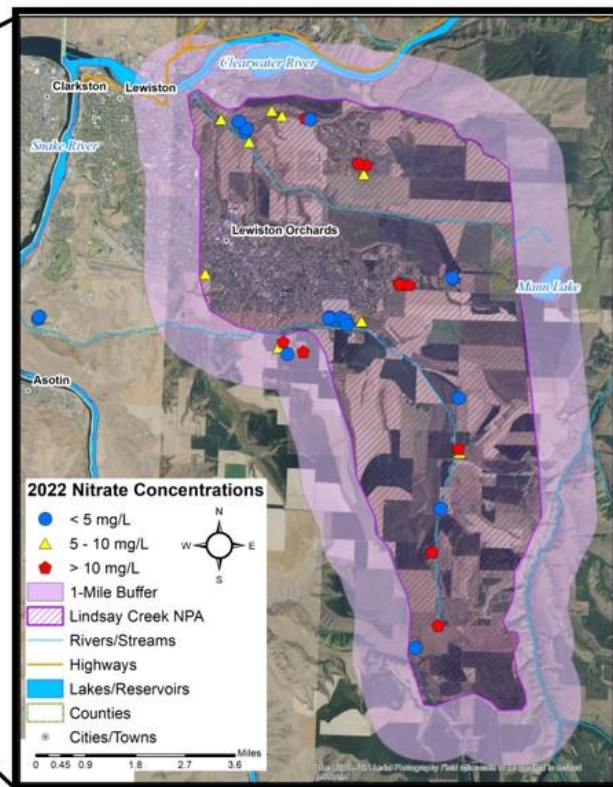 Clearwater River
Clarkston
Lewiston
Snake River
Lewiston Orchards
Mann Lake
Asotin
2022 Nitrate Concentrations
< 5 mg/L
5 - 10 mg/L
> 10 mg/L
1-Mile Buffer
Lindsay Creek NPA
Rivers/Streams
Highways
Lakes/Reservoirs
Counties
Cities/Towns
N
W E
S
Miles
0 0.45 0.9 1.8 2.7 3.6